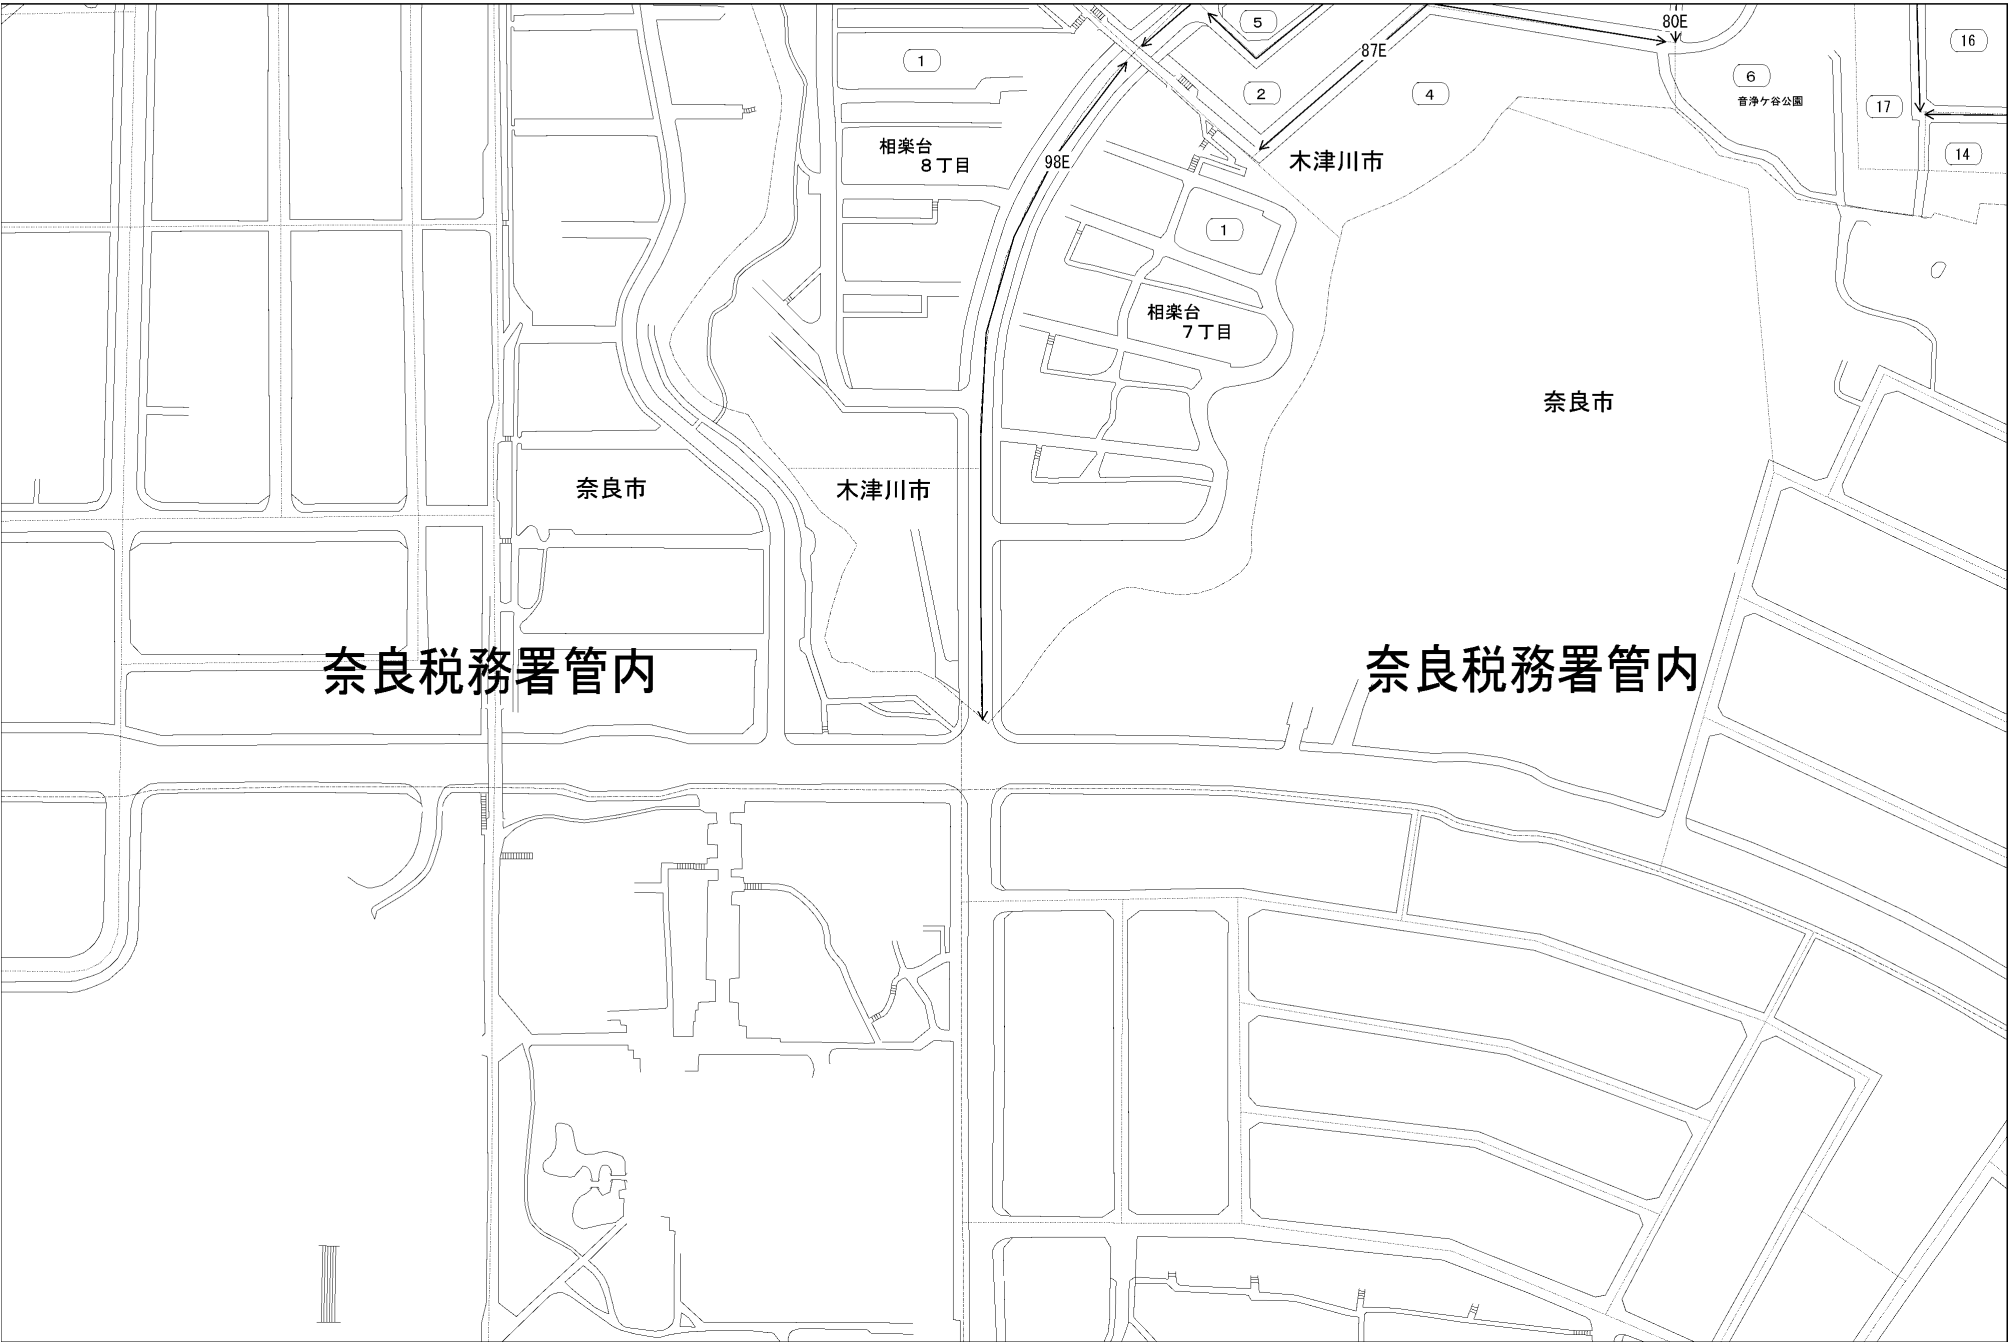 5
80E
16
87E
1
6
2
4
音浄ケ谷公園
17
相楽台
8丁目
98E
木津川市
14
1
相楽台
7丁目
奈良市
奈良市
木津川市
奈良税務署管内
奈良税務署管内